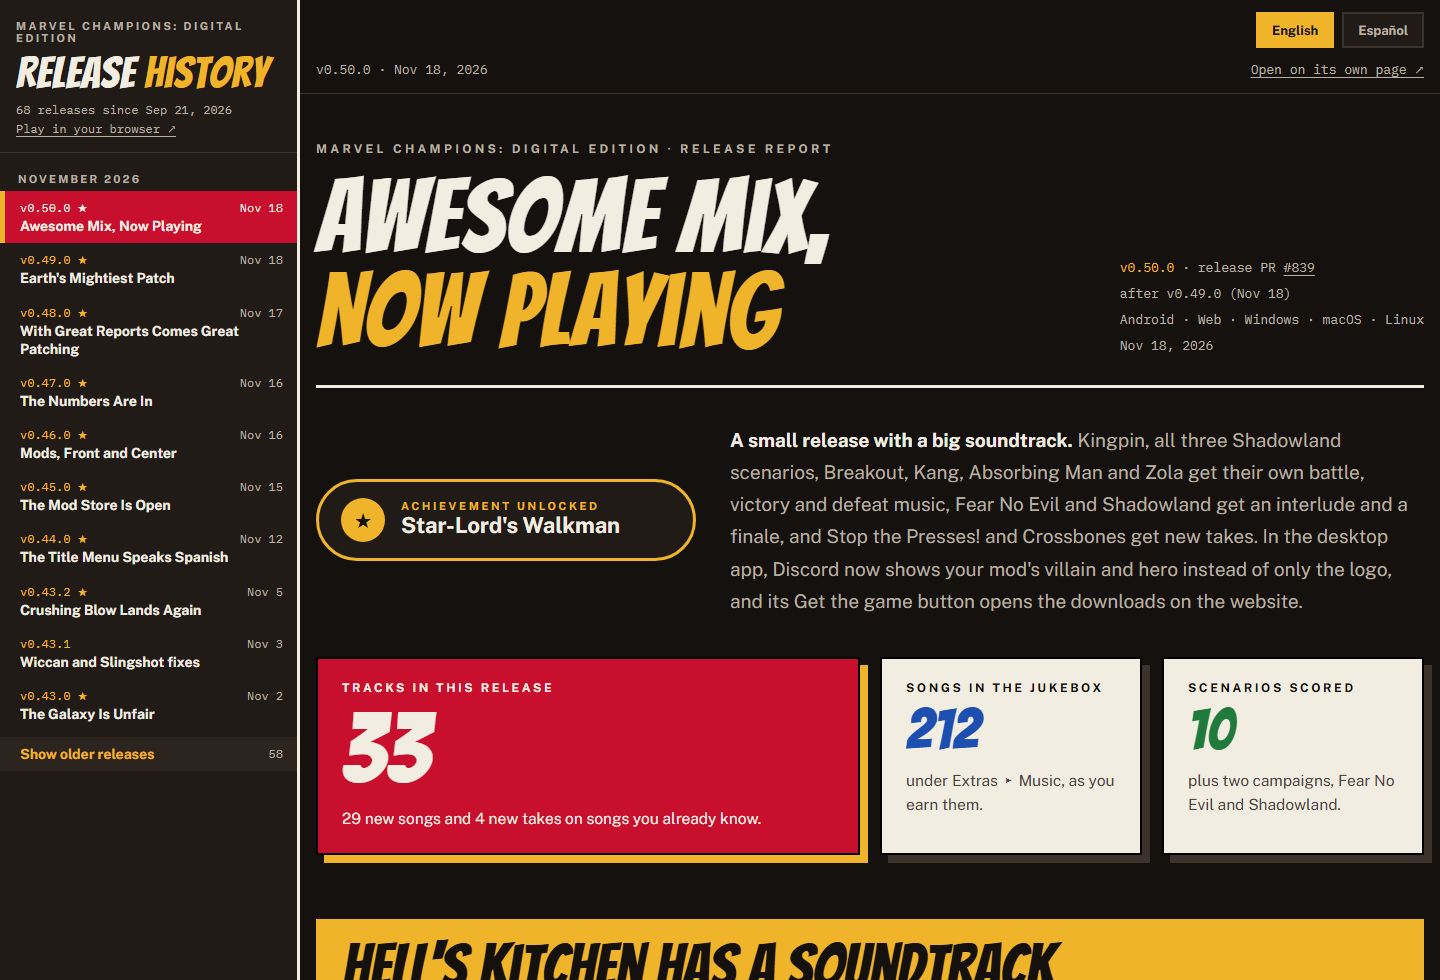 MARVEL CHAMPIONS: DIGITAL
EDITION
RELEASE HISTORY
68 releases since Sep 21, 2026
Play in your browser ↗
NOVEMBER 2026
v0.50.0 ★ Nov 18
Awesome Mix, Now Playing
v0.49.0 ★ Nov 18
Earth's Mightiest Patch
v0.48.0 ★ Nov 17
With Great Reports Comes Great
Patching
v0.47.0 ★ Nov 16
The Numbers Are In
v0.46.0 ★ Nov 16
Mods, Front and Center
v0.45.0 ★ Nov 15
The Mod Store Is Open
v0.44.0 ★ Nov 12
The Title Menu Speaks Spanish
v0.43.2 ★ Nov 5
Crushing Blow Lands Again
v0.43.1 Nov 3
Wiccan and Slingshot fixes
v0.43.0 ★ Nov 2
The Galaxy Is Unfair
Show older releases 58
English Español
v0.50.0 · Nov 18, 2026
Open on its own page ↗
MARVEL CHAMPIONS: DIGITAL EDITION · RELEASE REPORT
AWESOME MIX,
NOW PLAYING
v0.50.0 · release PR #839
after v0.49.0 (Nov 18)
Android · Web · Windows · macOS · Linux
Nov 18, 2026
★
ACHIEVEMENT UNLOCKED
Star-Lord's Walkman
A small release with a big soundtrack. Kingpin, all three Shadowland
scenarios, Breakout, Kang, Absorbing Man and Zola get their own battle,
victory and defeat music, Fear No Evil and Shadowland get an interlude and a
finale, and Stop the Presses! and Crossbones get new takes. In the desktop
app, Discord now shows your mod's villain and hero instead of only the logo,
and its Get the game button opens the downloads on the website.
TRACKS IN THIS RELEASE
33
29 new songs and 4 new takes on songs you already know.
SONGS IN THE JUKEBOX
212
under Extras ▸ Music, as you
earn them.
SCENARIOS SCORED
10
plus two campaigns, Fear No
Evil and Shadowland.
HELL'S KITCHEN HAS A SOUNDTRACK